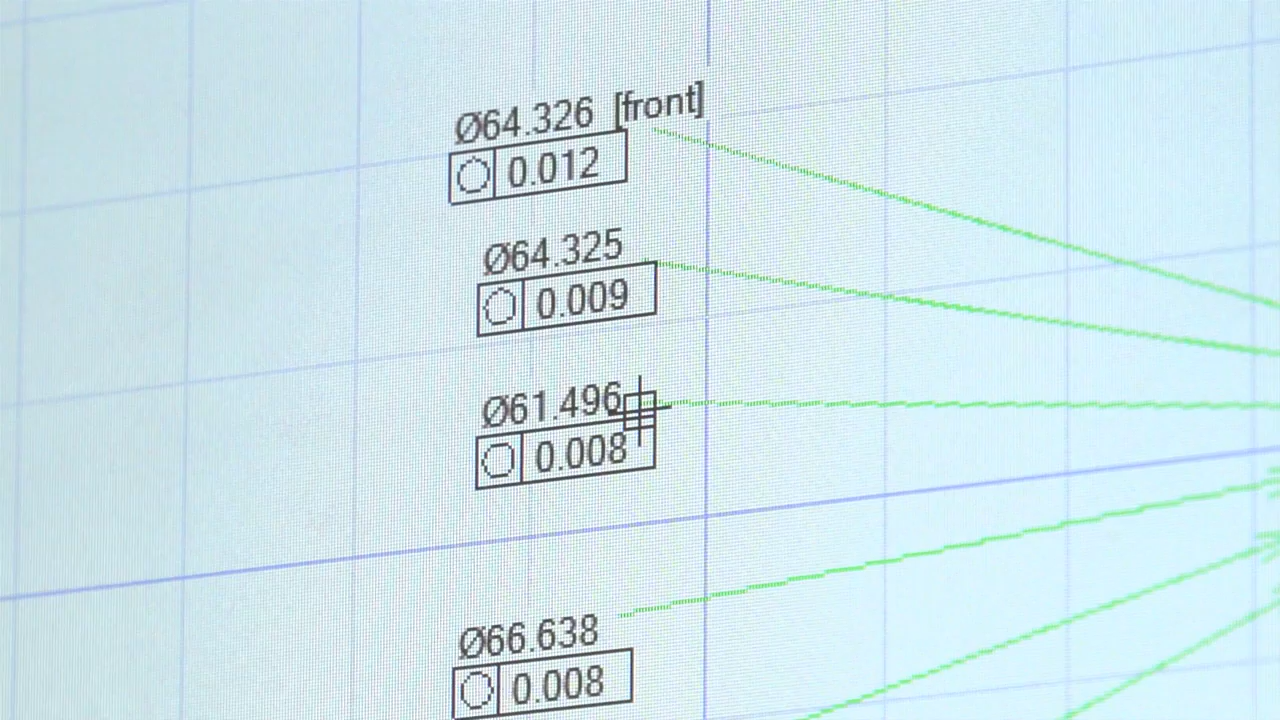 Ø64.326 [front]
○ 0.012
Ø64.325
○ 0.009
Ø61.496
○ 0.008
Ø66.638
○ 0.008